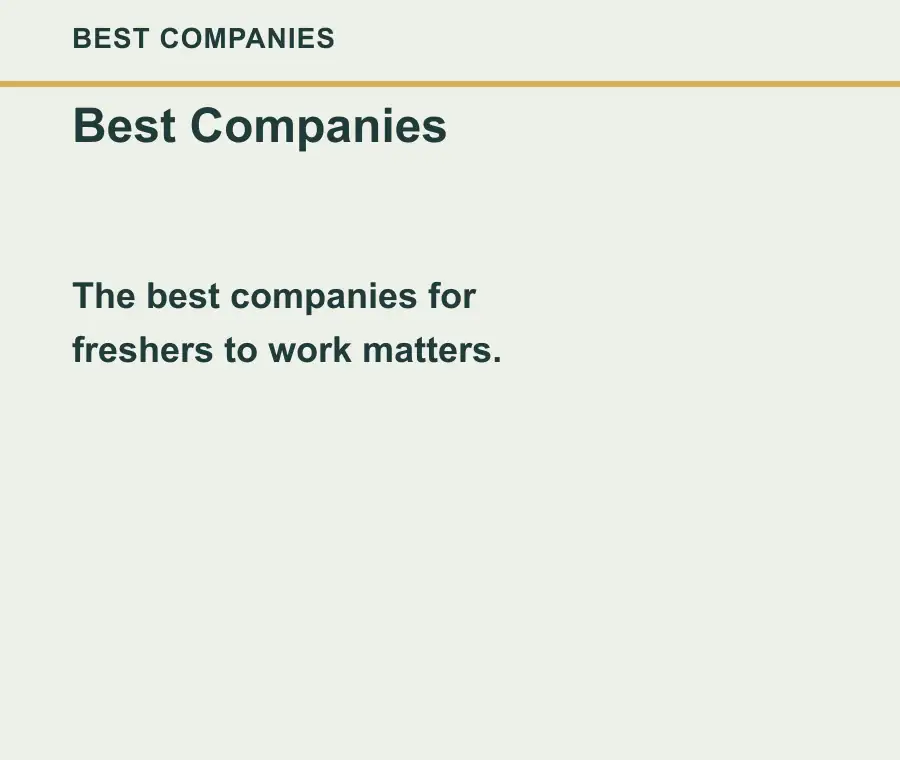 BEST COMPANIES
Best Companies
The best companies for
freshers to work matters.